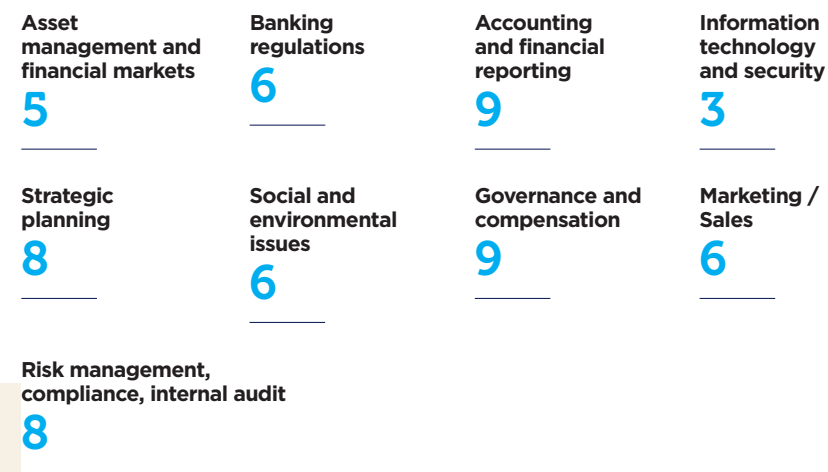 Asset
management and
financial markets
5
Banking
regulations
6
Accounting
and financial
reporting
9
Information
technology
and security
3
Strategic
planning
8
Social and
environmental
issues
6
Governance and
compensation
9
Marketing /
Sales
6
Risk management,
compliance, internal audit
8